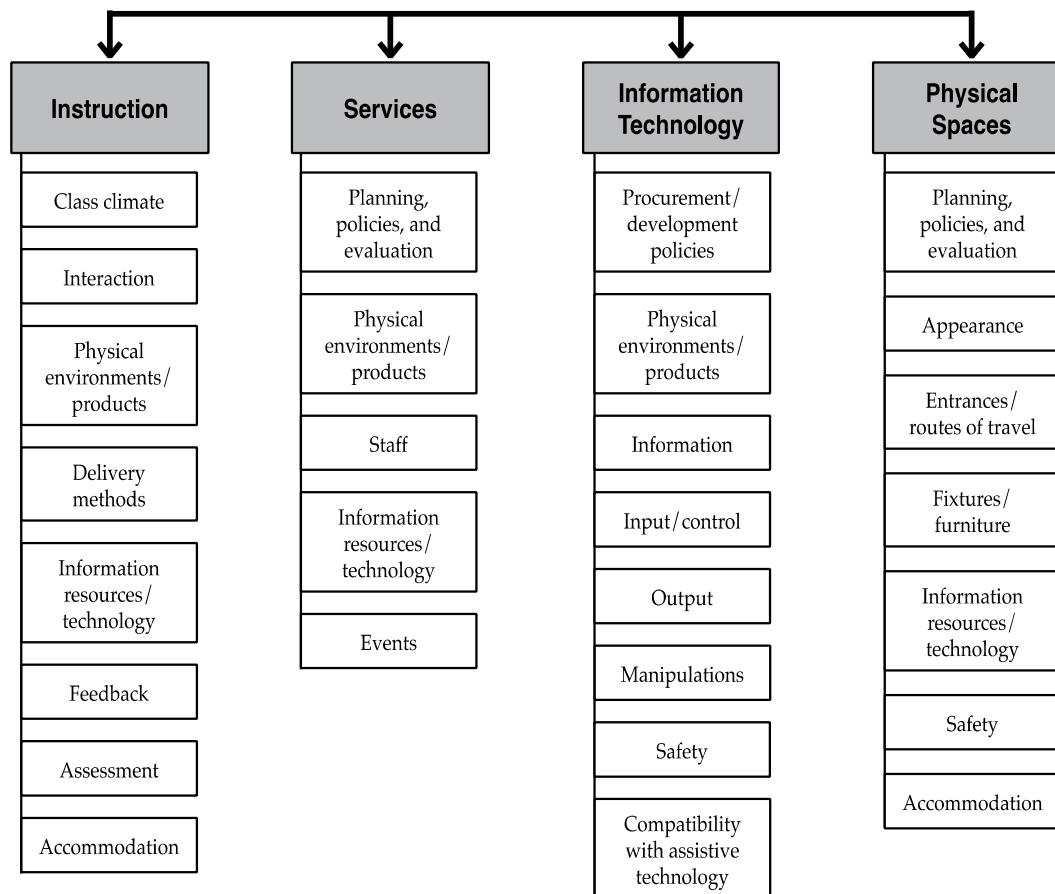 Instruction
Class climate
Interaction
Physical
environments/
products
Delivery
methods
Information
resources/
technology
Feedback
Assessment
Accommodation
Services
Planning,
policies, and
evaluation
Physical
environments/
products
Staff
Information
resources/
technology
Events
Information
Technology
Procurement/
development
policies
Physical
environments/
products
Information
Input/control
Output
Manipulations
Safety
Compatibility
with assistive
technology
Physical
Spaces
Planning,
policies, and
evaluation
Appearance
Entrances/
routes of travel
Fixtures/
furniture
Information
resources/
technology
Safety
Accommodation